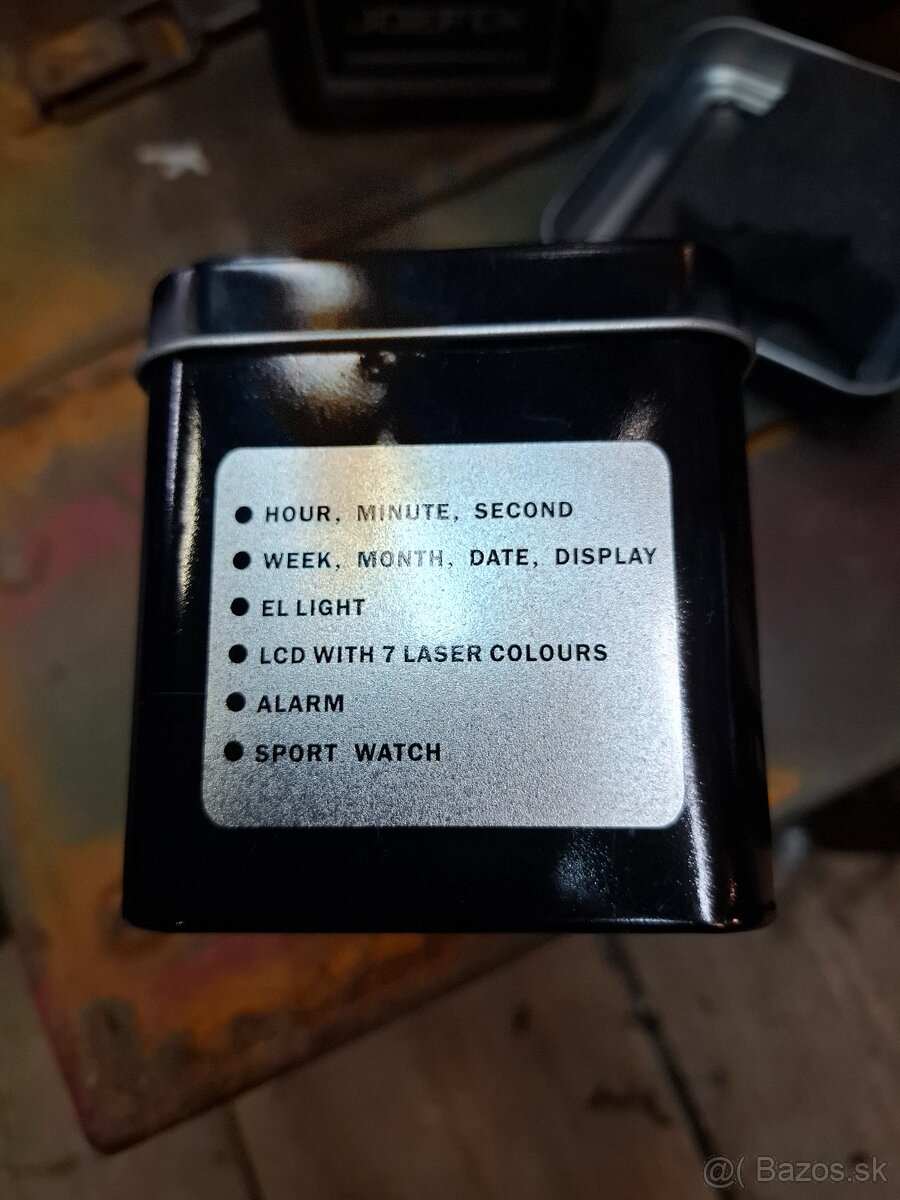 ● HOUR, MINUTE, SECOND
● WEEK, MONTH, DATE, DISPLAY
● EL LIGHT
● LCD WITH 7 LASER COLOURS
● ALARM
● SPORT WATCH
@( Bazos.sk